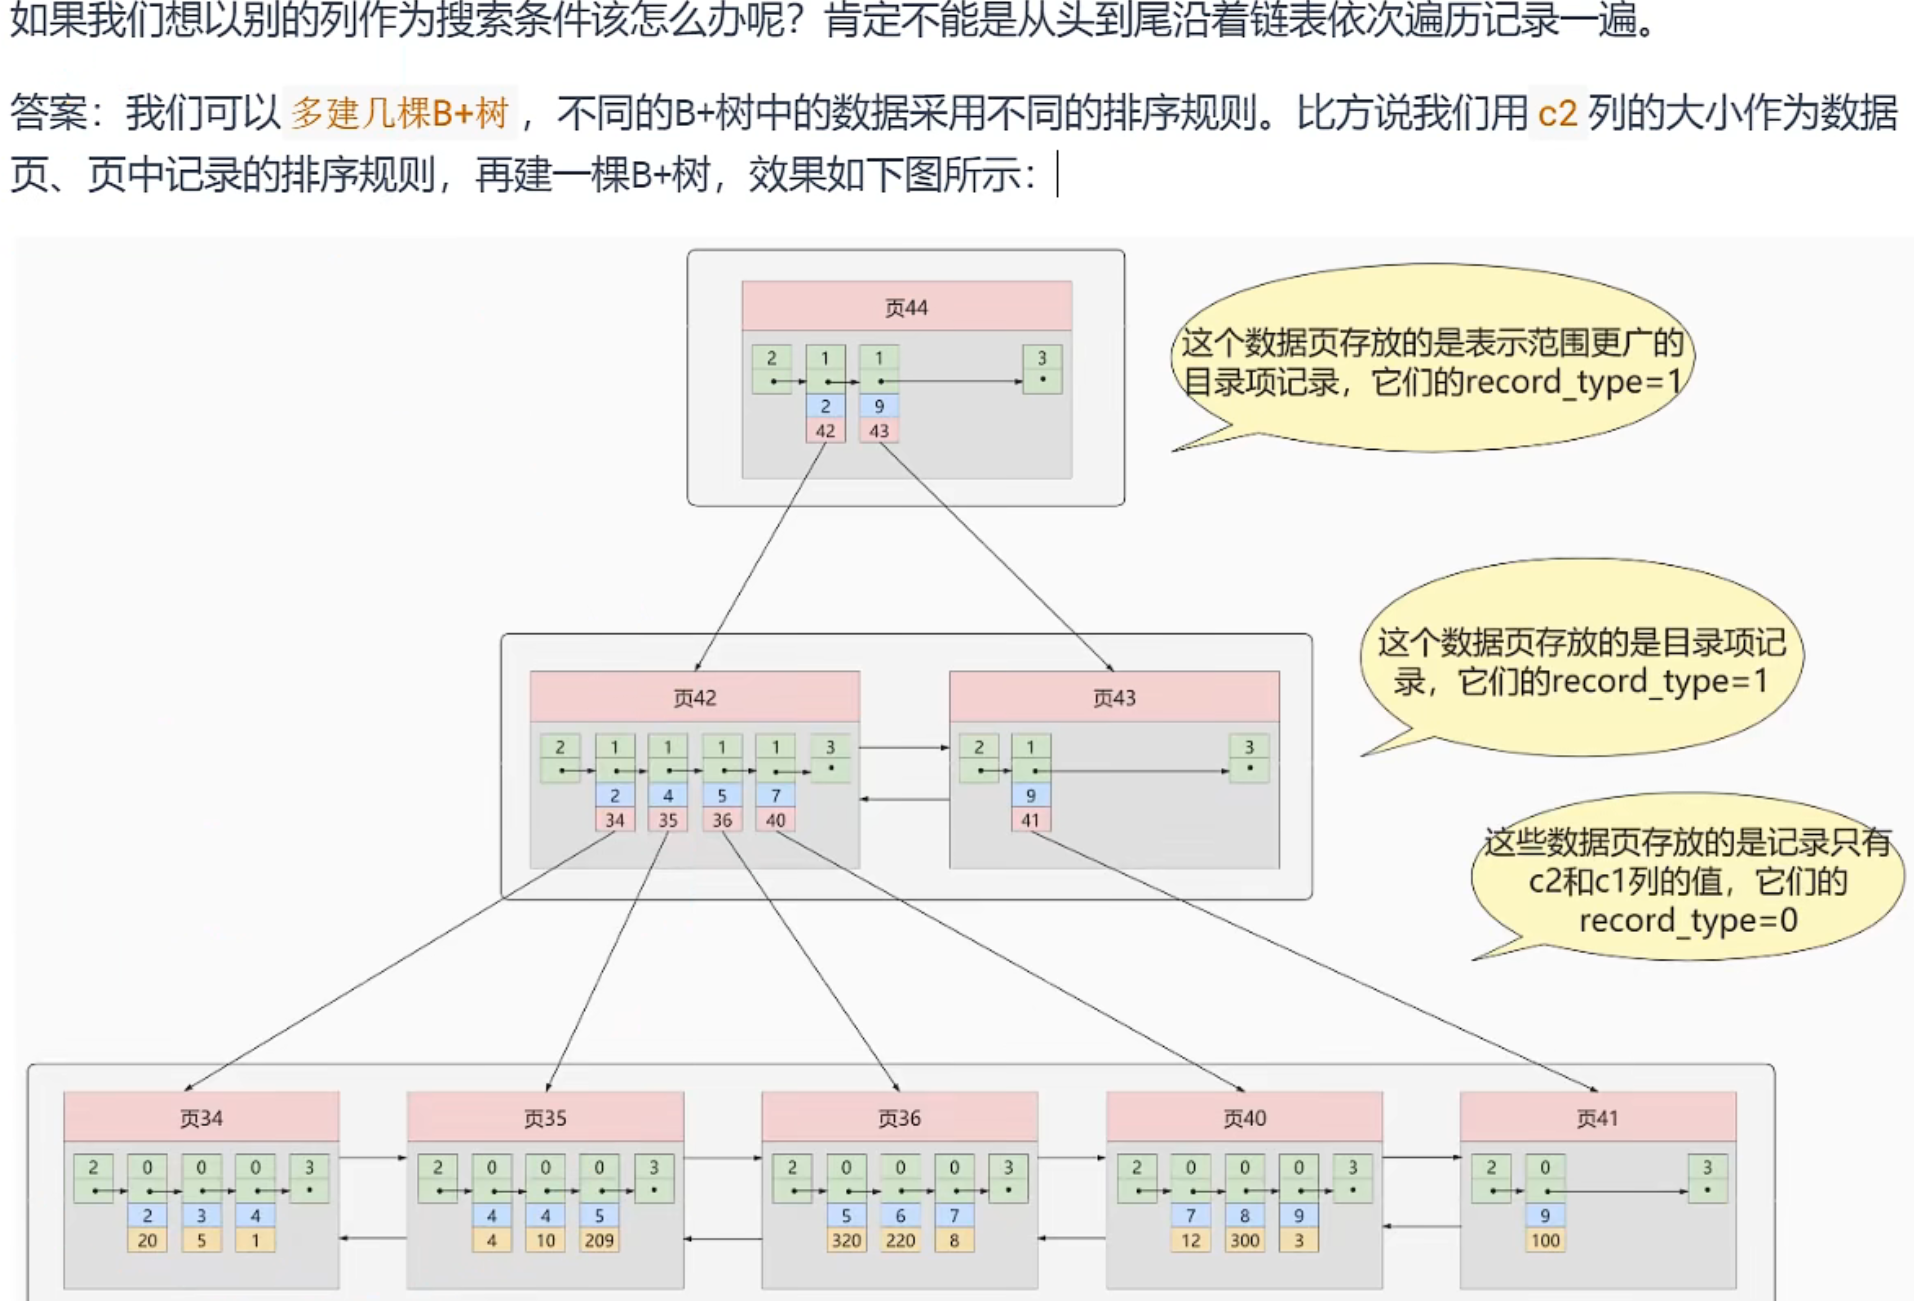 如果我们想以别的列作为搜索条件该怎么办呢？肯定不能是从头到尾沿着链表依次遍历记录一遍。
答案：我们可以 多建几棵B+树 ，不同的B+树中的数据采用不同的排序规则。比方说我们用 c2 列的大小作为数据
页、页中记录的排序规则，再建一棵B+树，效果如下图所示：
页44
2 1 1 3
2 9
42 43
这个数据页存放的是表示范围更广的
目录项记录，它们的record_type=1
页42
2 1 1 1 1 3
2 4 5 7
34 35 36 40
页43
2 1 3
9
41
这个数据页存放的是目录项记
录，它们的record_type=1
这些数据页存放的是记录只有
c2和c1列的值，它们的
record_type=0
页34
2 0 0 0 3
2 3 4
20 5 1
页35
2 0 0 0 3
4 4 5
4 10 209
页36
2 0 0 0 3
5 6 7
320 220 8
页40
2 0 0 0 3
7 8 9
12 300 3
页41
2 0 3
9
100